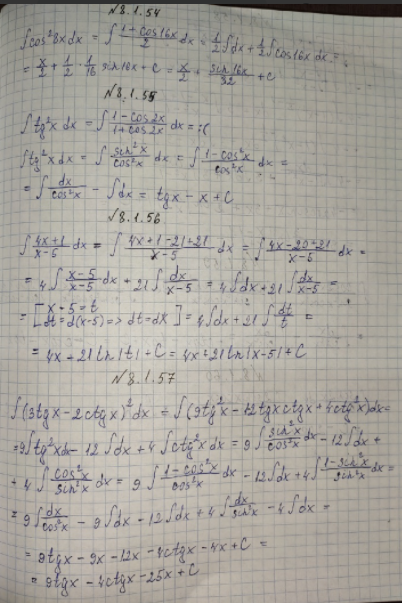 №8.1.54
∫cos²8x dx = ∫ (1+cos16x)/2 dx = 1/2 ∫dx + 1/2 ∫cos16x dx =
= x/2 + 1/2 · 1/16 sin16x + C = x/2 + sin16x/32 + C
№8.1.55
∫tg²x dx = ∫ (1-cos2x)/(1+cos2x) dx = :(
∫tg²x dx = ∫ sin²x/cos²x dx = ∫ (1-cos²x)/cos²x dx =
= ∫ dx/cos²x - ∫dx = tgx - x + C
№8.1.56
∫ (4x+1)/(x-5) dx = ∫ (4x+1-21+21)/(x-5) dx = ∫ (4x-20+21)/(x-5) dx =
= 4∫ (x-5)/(x-5) dx + 21∫ dx/(x-5) = 4∫dx + 21∫ dx/(x-5) =
= [x-5=t dt=d(x-5) => dt=dx] = 4∫dx + 21∫ dt/t =
= 4x + 21 ln|t| + C = 4x + 21 ln|x-5| + C
№8.1.57
∫(3tgx - 2ctgx)² dx = ∫(9tg²x - 12tgx ctgx + 4ctg²x)dx =
= 9∫tg²x dx - 12∫dx + 4∫ctg²x dx = 9∫ sin²x/cos²x dx - 12∫dx +
+ 4∫ cos²x/sin²x dx = 9∫ (1-cos²x)/cos²x dx - 12∫dx + 4∫ (1-sin²x)/sin²x dx =
= 9∫ dx/cos²x - 9∫dx - 12∫dx + 4∫ dx/sin²x - 4∫dx =
= 9tgx - 9x - 12x - 4ctgx - 4x + C =
= 9tgx - 4ctgx - 25x + C